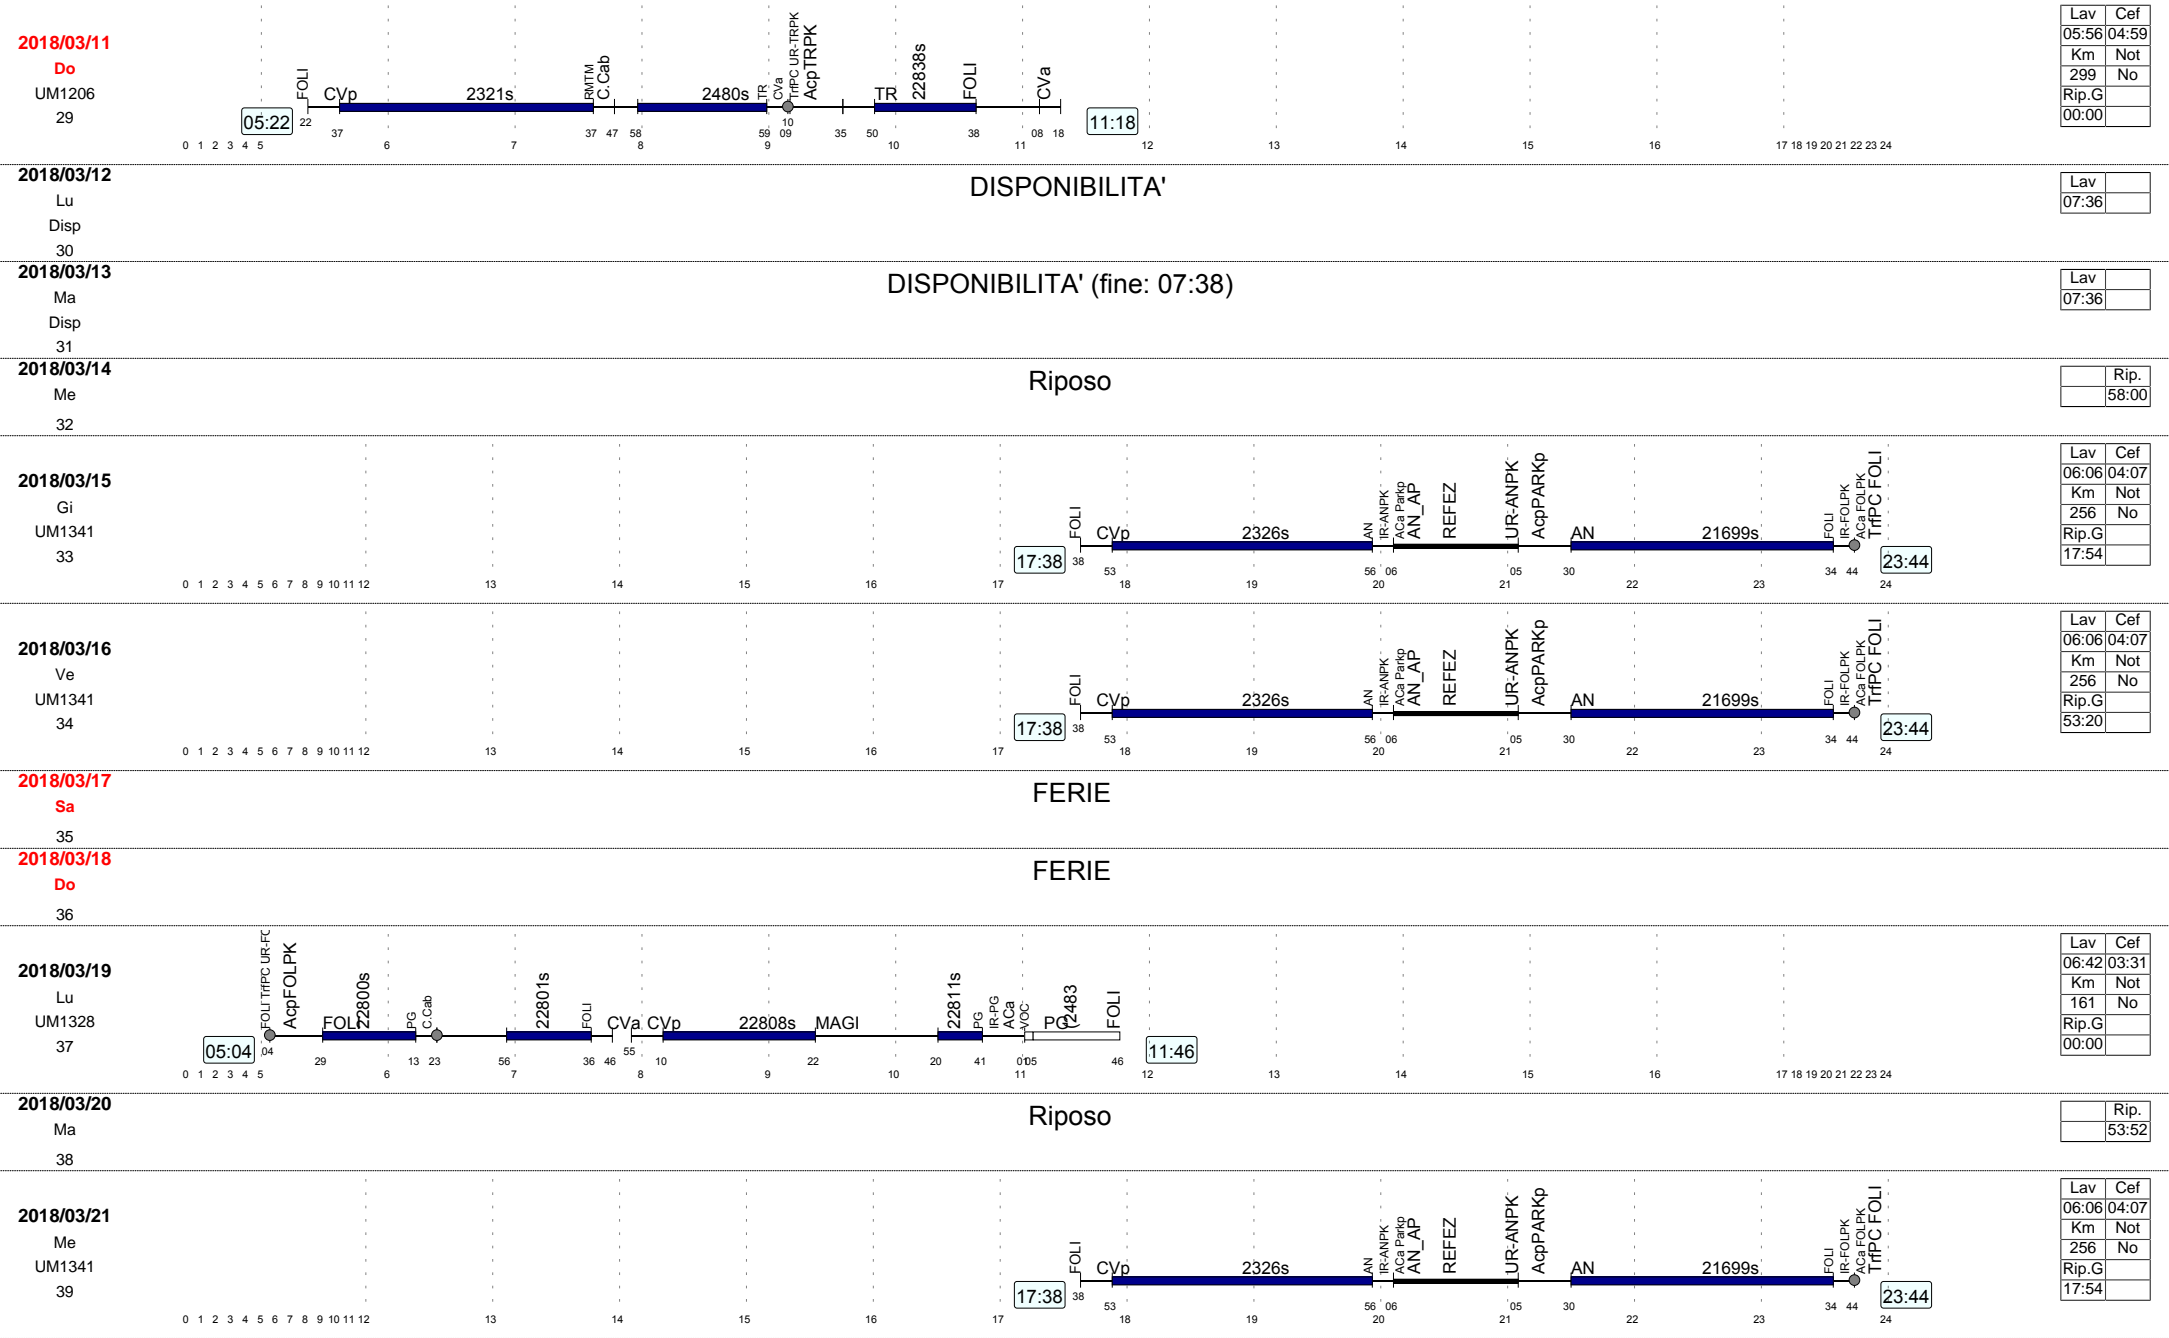 2018/03/11
Do
UM1206
29
05:22
FOLI
CVp
2321s
RMTM
C.Cab
2480s
TR
CVa
TrfPC UR-TRPK
AcpTRPK
TR
22838s
FOLI
CVa
11:18
22 37 37 47 58 59 09 10 35 50 38 08 18
0 1 2 3 4 5 6 7 8 9 10 11 12 13 14 15 16 17 18 19 20 21 22 23 24
Lav Cef
05:56 04:59
Km Not
299 No
Rip.G
00:00
2018/03/12
Lu
Disp
30
DISPONIBILITA'
Lav
07:36
2018/03/13
Ma
Disp
31
DISPONIBILITA' (fine: 07:38)
Lav
07:36
2018/03/14
Me
32
Riposo
Rip.
58:00
2018/03/15
Gi
UM1341
33
17:38
FOLI
CVp
2326s
AN
IR-ANPK
ACa Parkp
AN_AP
REFEZ
UR-ANPK
AcpPARKp
AN
21699s
FOLI
IR-FOLPK
ACa FOLPK
TrfPC FOLI
23:44
38 53 56 06 05 30 34 44
0 1 2 3 4 5 6 7 8 9 10 11 12 13 14 15 16 17 18 19 20 21 22 23 24
Lav Cef
06:06 04:07
Km Not
256 No
Rip.G
17:54
2018/03/16
Ve
UM1341
34
17:38
FOLI
CVp
2326s
AN
IR-ANPK
ACa Parkp
AN_AP
REFEZ
UR-ANPK
AcpPARKp
AN
21699s
FOLI
IR-FOLPK
ACa FOLPK
TrfPC FOLI
23:44
38 53 56 06 05 30 34 44
0 1 2 3 4 5 6 7 8 9 10 11 12 13 14 15 16 17 18 19 20 21 22 23 24
Lav Cef
06:06 04:07
Km Not
256 No
Rip.G
53:20
2018/03/17
Sa
35
FERIE
2018/03/18
Do
36
FERIE
2018/03/19
Lu
UM1328
37
05:04
FOLI TrfPC UR-FC
AcpFOLPK
FOLI
22800s
PG
C.Cab
22801s
FOLI
CVa
CVp
22808s
MAGI
22811s
PG
IR-PG
ACa
VOC
PG
(2483
FOLI
11:46
04 29 13 23 56 36 46 55 10 22 20 41 01 05 46
0 1 2 3 4 5 6 7 8 9 10 11 12 13 14 15 16 17 18 19 20 21 22 23 24
Lav Cef
06:42 03:31
Km Not
161 No
Rip.G
00:00
2018/03/20
Ma
38
Riposo
Rip.
53:52
2018/03/21
Me
UM1341
39
17:38
FOLI
CVp
2326s
AN
IR-ANPK
ACa Parkp
AN_AP
REFEZ
UR-ANPK
AcpPARKp
AN
21699s
FOLI
IR-FOLPK
ACa FOLPK
TrfPC FOLI
23:44
38 53 56 06 05 30 34 44
0 1 2 3 4 5 6 7 8 9 10 11 12 13 14 15 16 17 18 19 20 21 22 23 24
Lav Cef
06:06 04:07
Km Not
256 No
Rip.G
17:54